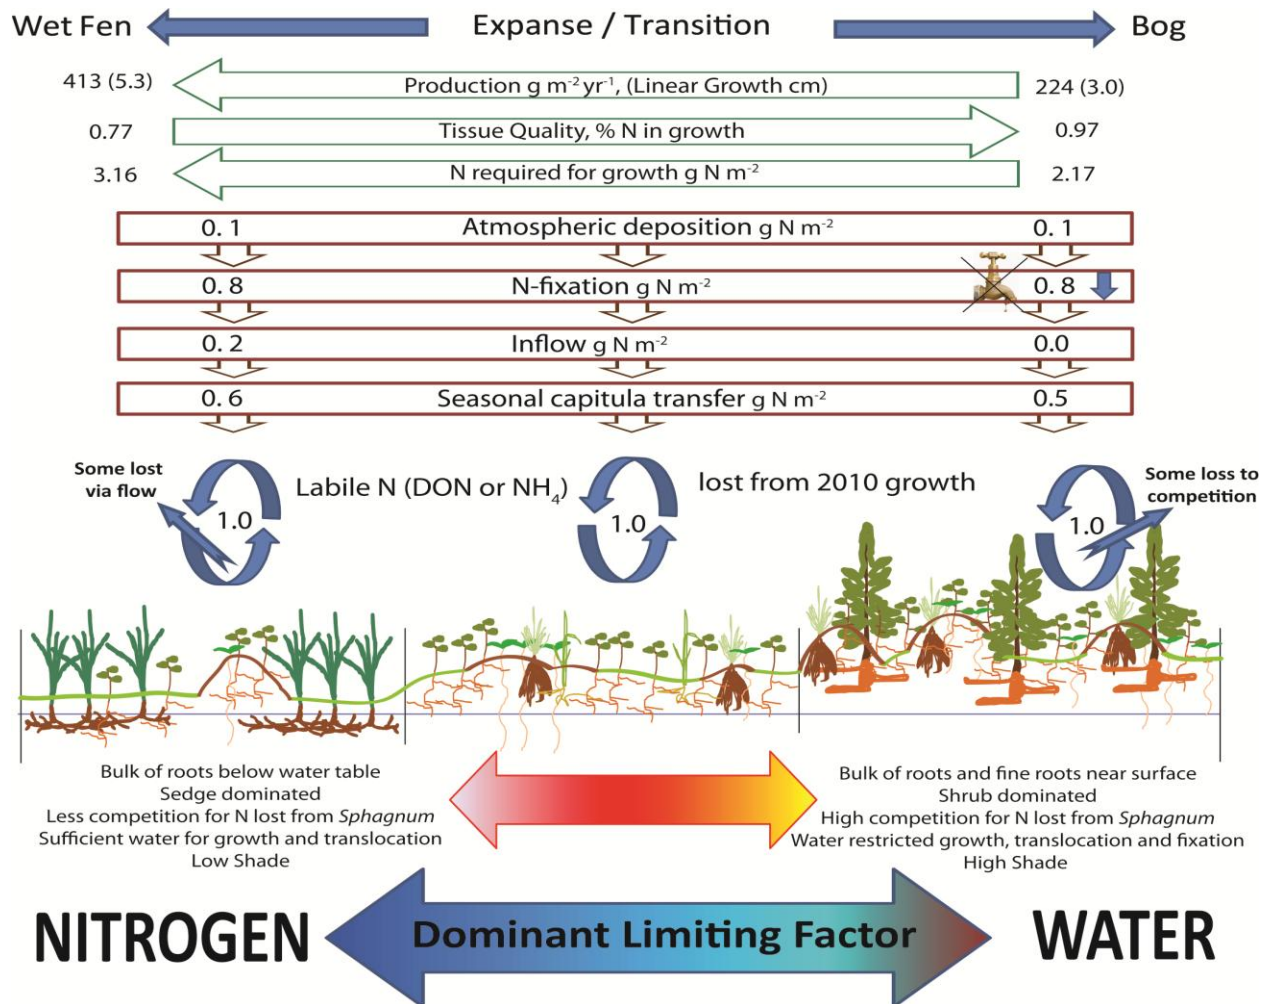 Wet Fen Expanse / Transition Bog
413 (5.3) Production g m⁻² yr⁻¹, (Linear Growth cm) 224 (3.0)
0.77 Tissue Quality, % N in growth 0.97
3.16 N required for growth g N m⁻² 2.17
0. 1 Atmospheric deposition g N m⁻² 0. 1
0. 8 N-fixation g N m⁻² 0. 8
0. 2 Inflow g N m⁻² 0.0
0. 6 Seasonal capitula transfer g N m⁻² 0.5
Some lost
via flow
1.0
Labile N (DON or NH₄) lost from 2010 growth
1.0
Some loss to
competition
1.0
Bulk of roots below water table
Sedge dominated
Less competition for N lost from Sphagnum
Sufficient water for growth and translocation
Low Shade
Bulk of roots and fine roots near surface
Shrub dominated
High competition for N lost from Sphagnum
Water restricted growth, translocation and fixation
High Shade
NITROGEN Dominant Limiting Factor WATER